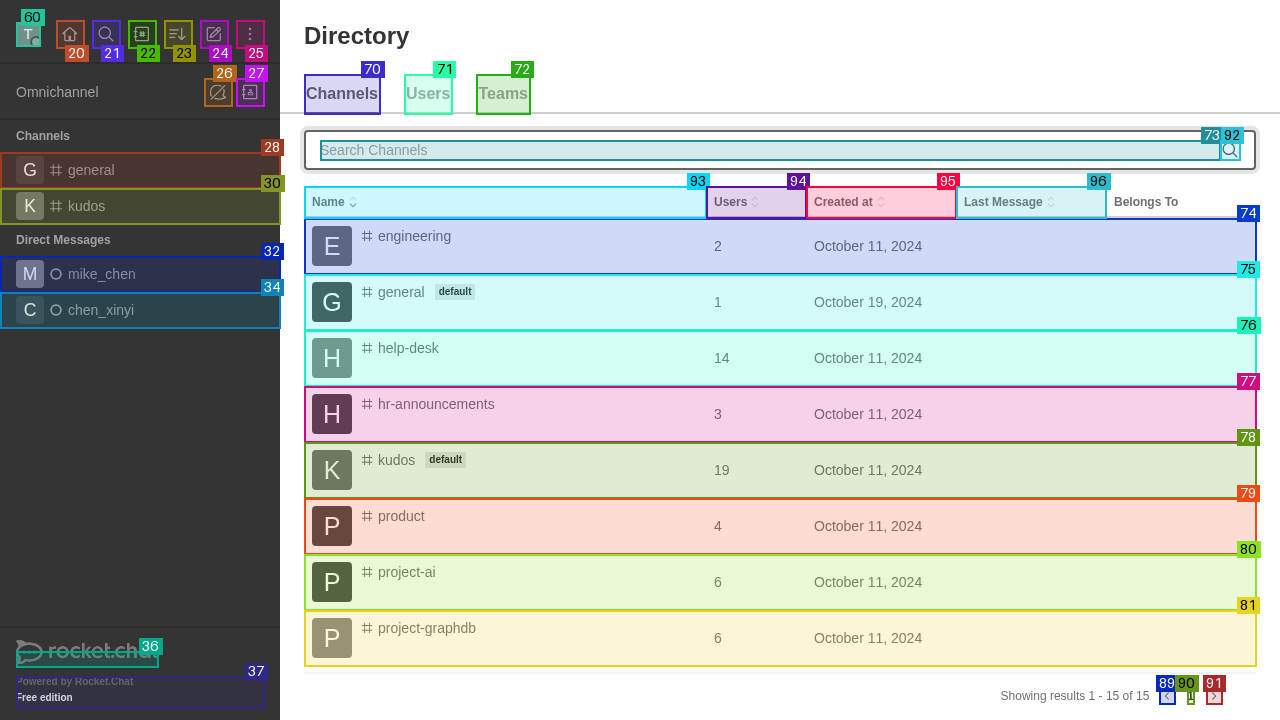 60
T
20 21 22 23 24 25
Omnichannel
26 27
Channels
28
G general
30
K kudos
Direct Messages
32
M mike_chen
34
C chen_xinyi
36
rocket.chat
37
Powered by Rocket.Chat
Free edition
Directory
70 71 72
Channels Users Teams
73 92
Search Channels
93 94 95 96
Name Users Created at Last Message Belongs To
74
E engineering 2 October 11, 2024
75
G general default 1 October 19, 2024
76
H help-desk 14 October 11, 2024
77
H hr-announcements 3 October 11, 2024
78
K kudos default 19 October 11, 2024
79
P product 4 October 11, 2024
80
P project-ai 6 October 11, 2024
81
P project-graphdb 6 October 11, 2024
89 90 91
Showing results 1 - 15 of 15 1